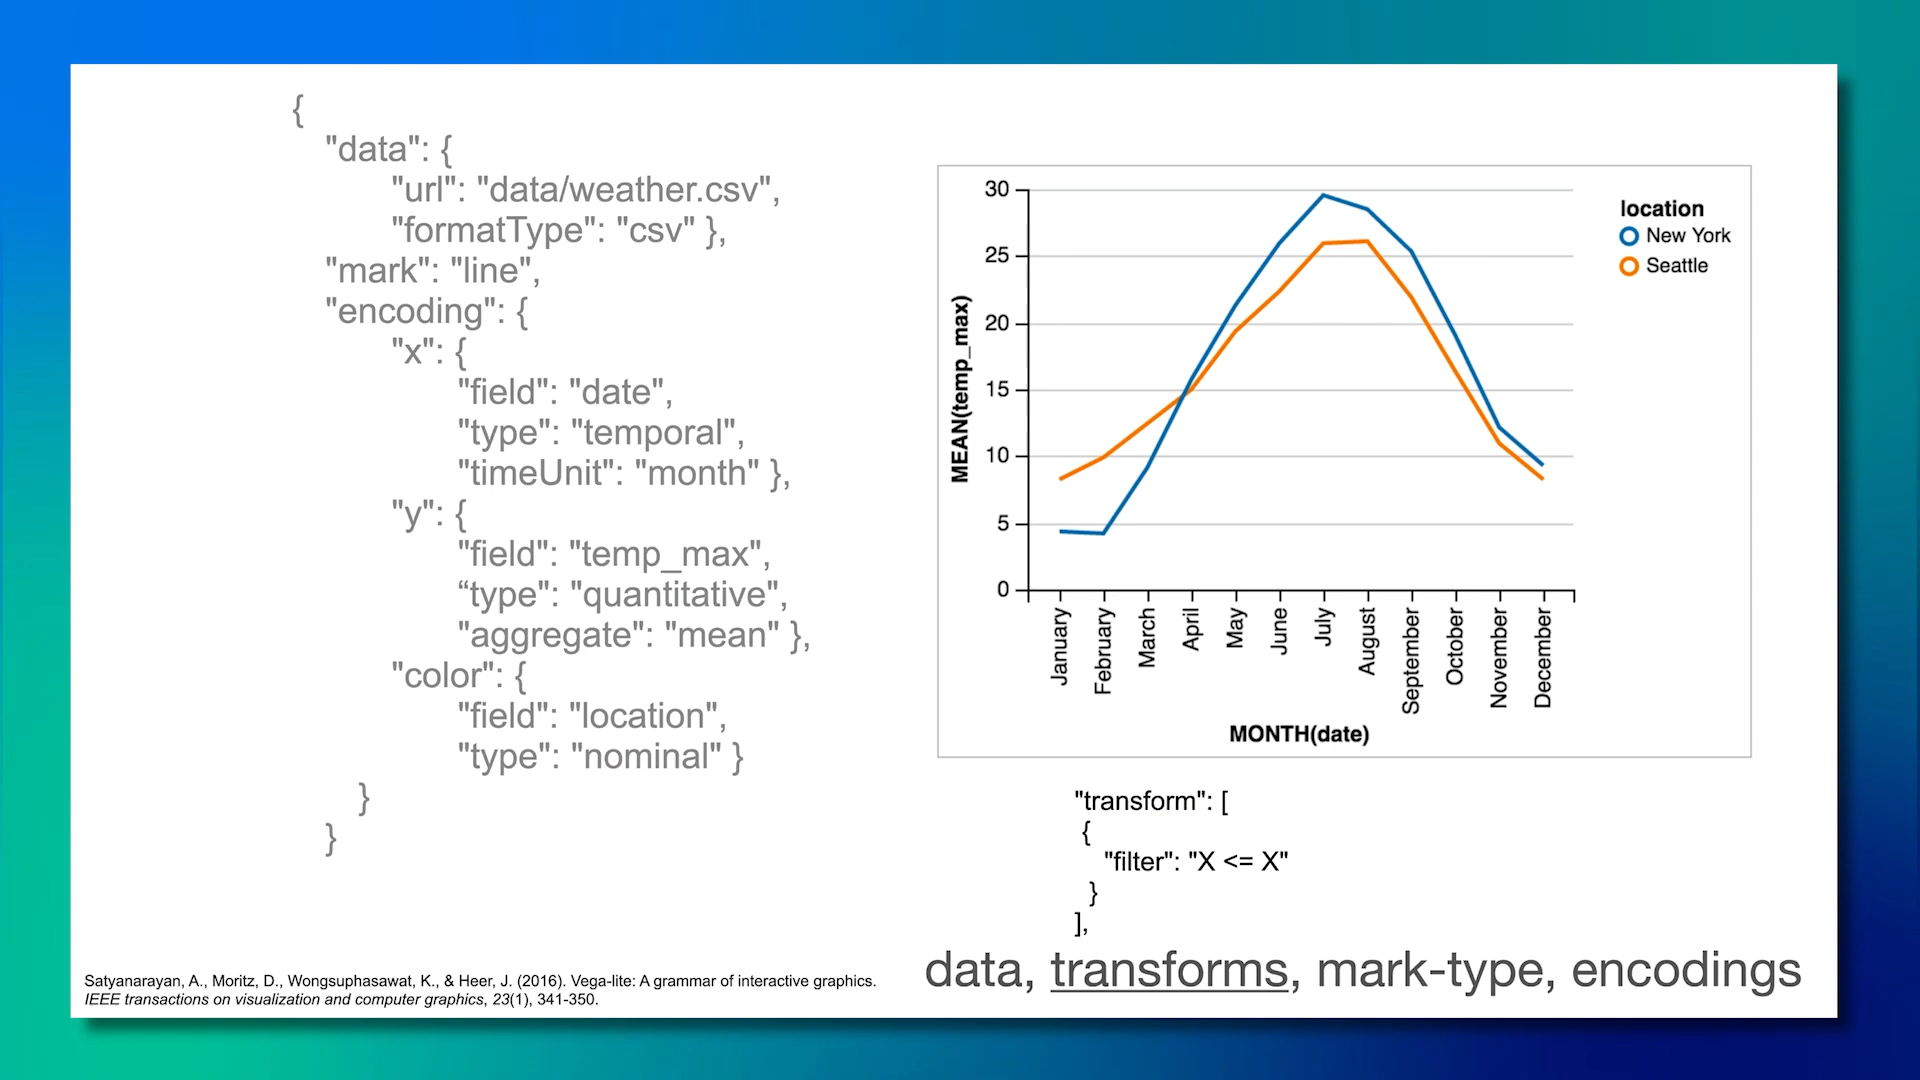 {
"data": {
"url": "data/weather.csv",
"formatType": "csv" },
"mark": "line",
"encoding": {
"x": {
"field": "date",
"type": "temporal",
"timeUnit": "month" },
"y": {
"field": "temp_max",
“type": "quantitative",
"aggregate": "mean" },
"color": {
"field": "location",
"type": "nominal" }
}
}
30
25
20
15
10
5
0
MEAN(temp_max)
January
February
March
April
May
June
July
August
September
October
November
December
MONTH(date)
location
New York
Seattle
"transform": [
{
"filter": "X <= X"
}
],
data, transforms, mark-type, encodings
Satyanarayan, A., Moritz, D., Wongsuphasawat, K., & Heer, J. (2016). Vega-lite: A grammar of interactive graphics.
IEEE transactions on visualization and computer graphics, 23(1), 341-350.